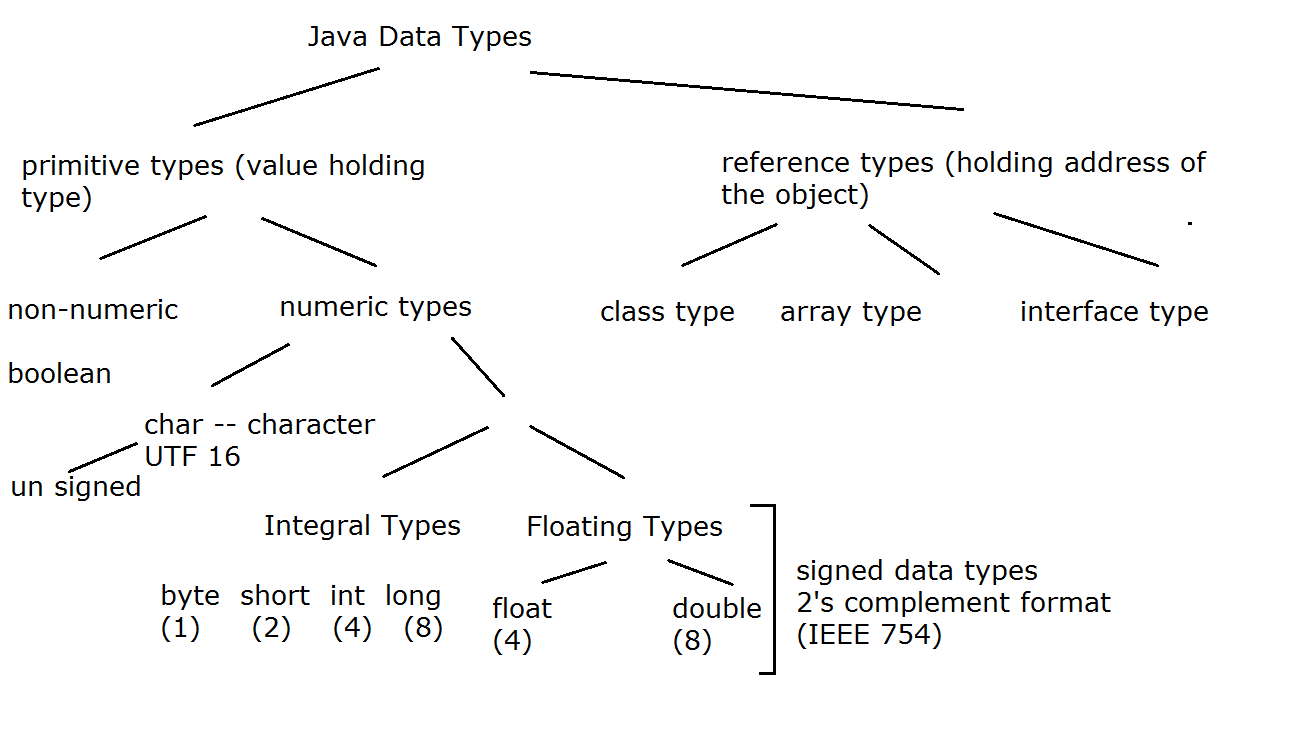 Java Data Types
primitive types (value holding
type)
reference types (holding address of
the object)
non-numeric
numeric types
class type
array type
interface type
boolean
char -- character
UTF 16
un signed
Integral Types
Floating Types
byte short int long
(1) (2) (4) (8)
float
(4)
double
(8)
signed data types
2's complement format
(IEEE 754)